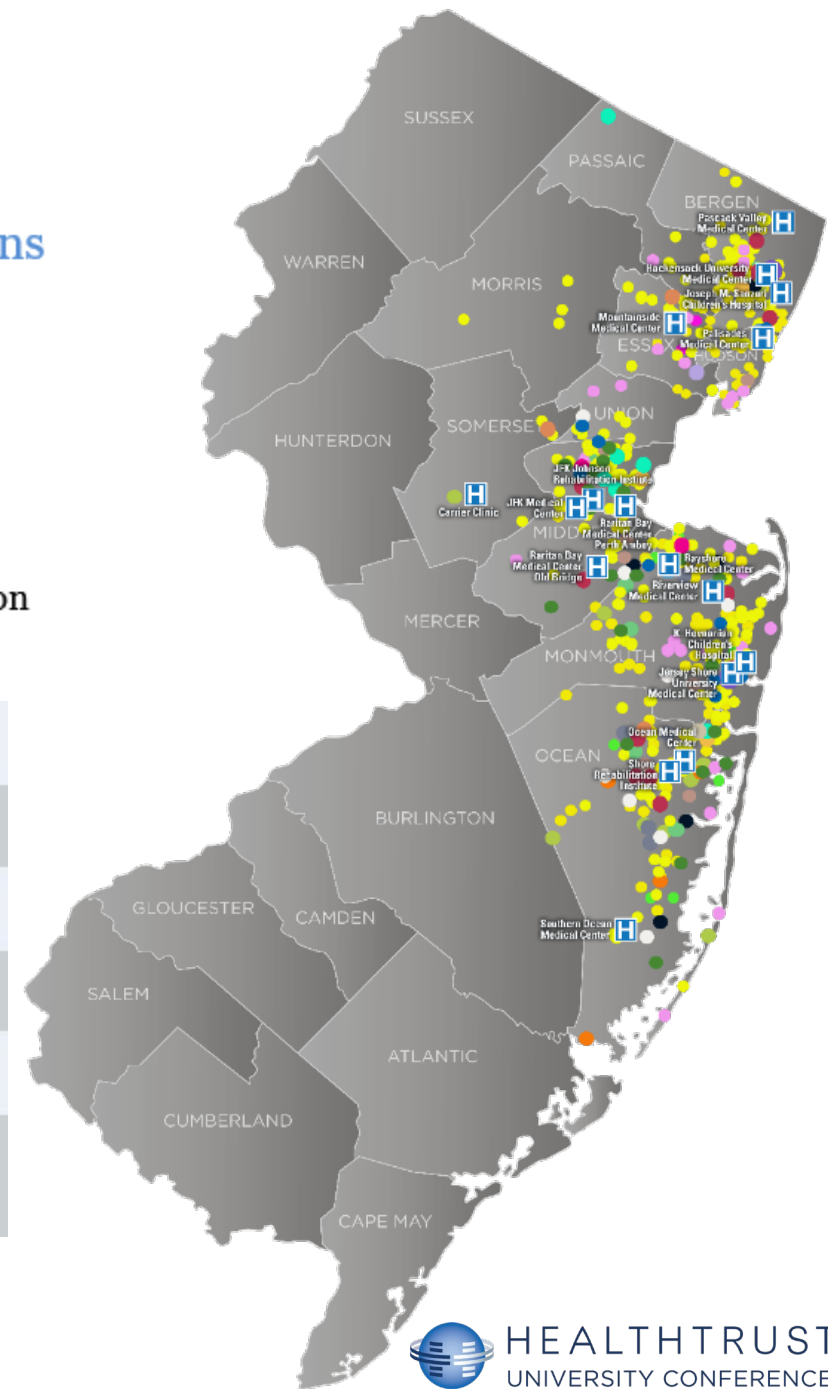 SUSSEX
PASSAIC
BERGEN
Pascack Valley
Medical Center
ns
WARREN
MORRIS
Hackensack University
Medical Center
Joseph M. Sanzari
Children's Hospital
Mountainside
Medical Center
Palisades
Medical Center
ESSEX
HUDSON
HUNTERDON
SOMERSE
UNION
JFK Johnson
Rehabilitation Institute
Carrier Clinic
JFK Medical
Center
Raritan Bay
Medical Center
Perth Amboy
MIDD
Raritan Bay
Medical Center
Old Bridge
Bayshore
Medical Center
Riverview
Medical Center
on
MERCER
K. Hovnanian
Children's
Hospital
MONMOUTH
Jersey Shore
University
Medical Center
OCEAN
Ocean Medical
Center
Shore
Rehabilitation
Institute
BURLINGTON
GLOUCESTER
CAMDEN
Southern Ocean
Medical Center
SALEM
ATLANTIC
CUMBERLAND
CAPE MAY
HEALTHTRUST
UNIVERSITY CONFERENCE